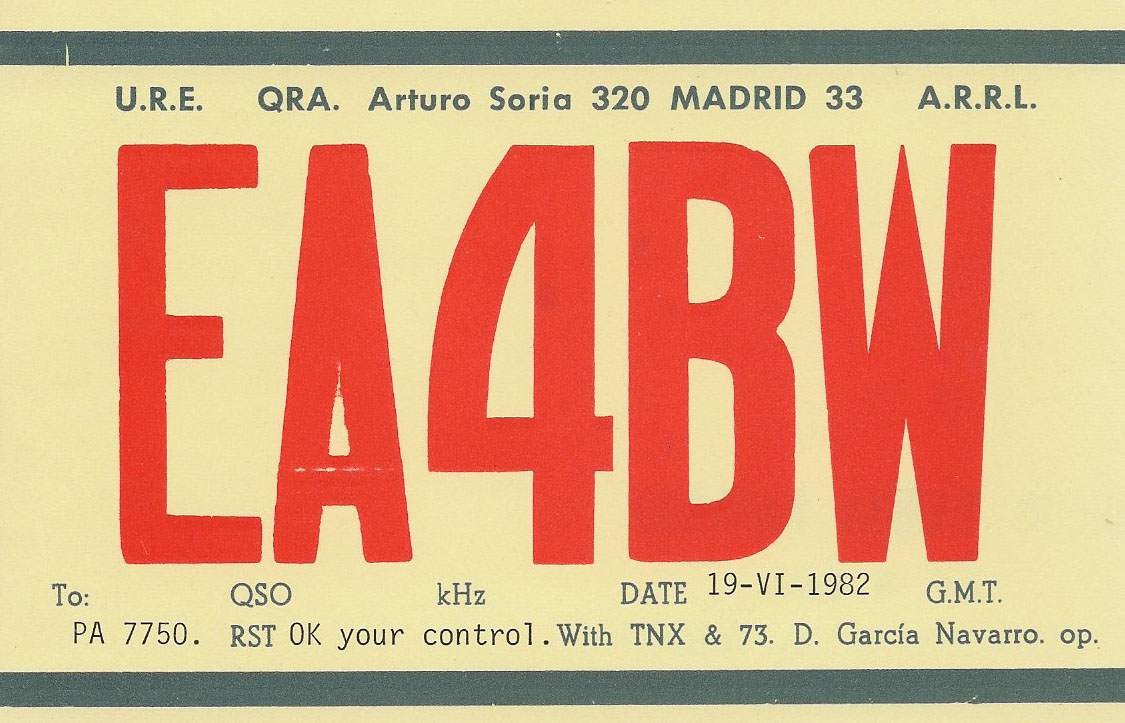 U.R.E. QRA. Arturo Soria 320 MADRID 33 A.R.R.L.
EA4BW
To: QSO kHz DATE 19-VI-1982 G.M.T.
PA 7750. RST OK your control. With TNX & 73. D. García Navarro. op.